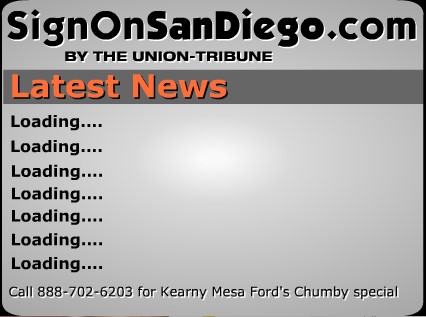 SignOnSanDiego.com
BY THE UNION-TRIBUNE
Latest News
Loading....
Loading....
Loading....
Loading....
Loading....
Loading....
Loading....
Call 888-702-6203 for Kearny Mesa Ford's Chumby special